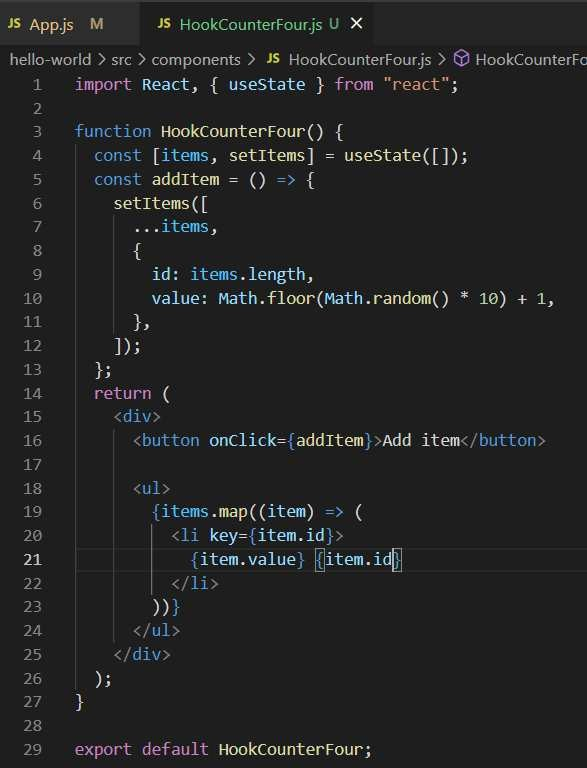 JS App.js M JS HookCounterFour.js U ×
hello-world > src > components > JS HookCounterFour.js > HookCounterFo
1 import React, { useState } from "react";
2
3 function HookCounterFour() {
4 const [items, setItems] = useState([]);
5 const addItem = () => {
6 setItems([
7 ...items,
8 {
9 id: items.length,
10 value: Math.floor(Math.random() * 10) + 1,
11 },
12 ]);
13 };
14 return (
15 <div>
16 <button onClick={addItem}>Add item</button>
17
18 <ul>
19 {items.map((item) => (
20 <li key={item.id}>
21 {item.value} {item.id}
22 </li>
23 ))}
24 </ul>
25 </div>
26 );
27 }
28
29 export default HookCounterFour;